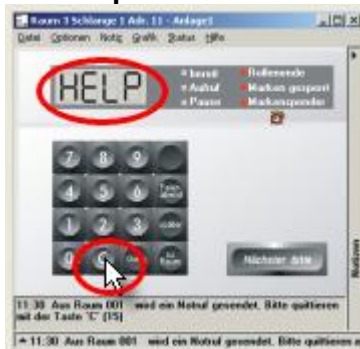 Raum 3 Schlange 1 Adr. 11 - Anlage1
Datei Optionen Notiz Grafik Status Hilfe
HELP
bereit
Aufruf
Pause
Rollenende
Marken gesperrt
Markenspender
7 8 9
4 5 6
1 2 3
0 C
Raum
Nächster bitte
Notizen
11:30 Aus Raum 001 wird ein Notruf gesendet. Bitte quittieren
mit der Taste "C" (15)
11:30 Aus Raum 001 wird ein Notruf gesendet. Bitte quittieren